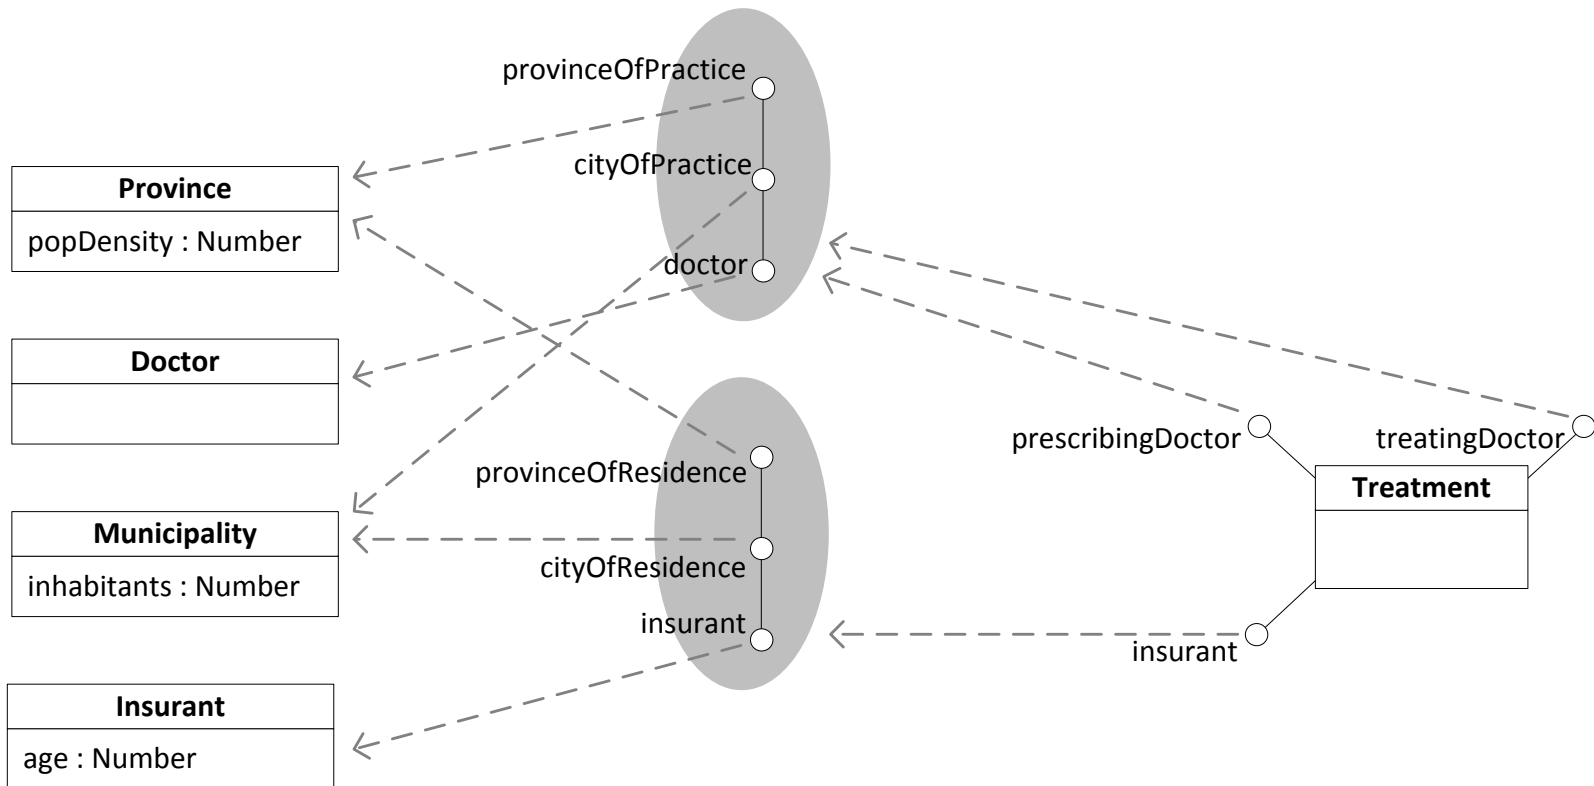 provinceOfPractice
cityOfPractice
doctor
Province
popDensity : Number
Doctor
Municipality
inhabitants : Number
Insurant
age : Number
provinceOfResidence
cityOfResidence
insurant
prescribingDoctor
treatingDoctor
Treatment
insurant